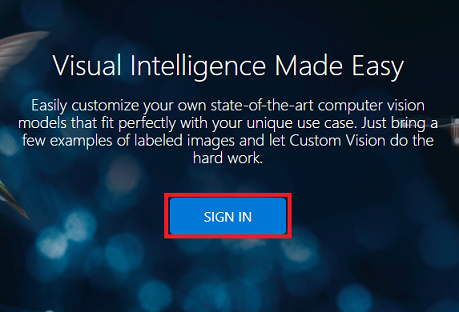 Visual Intelligence Made Easy
Easily customize your own state-of-the-art computer vision
models that fit perfectly with your unique use case. Just bring a
few examples of labeled images and let Custom Vision do the
hard work.
SIGN IN